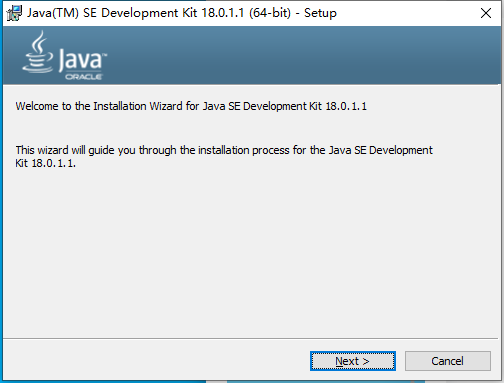 Java(TM) SE Development Kit 18.0.1.1 (64-bit) - Setup
Java™
ORACLE
Welcome to the Installation Wizard for Java SE Development Kit 18.0.1.1
This wizard will guide you through the installation process for the Java SE Development
Kit 18.0.1.1.
Next >
Cancel